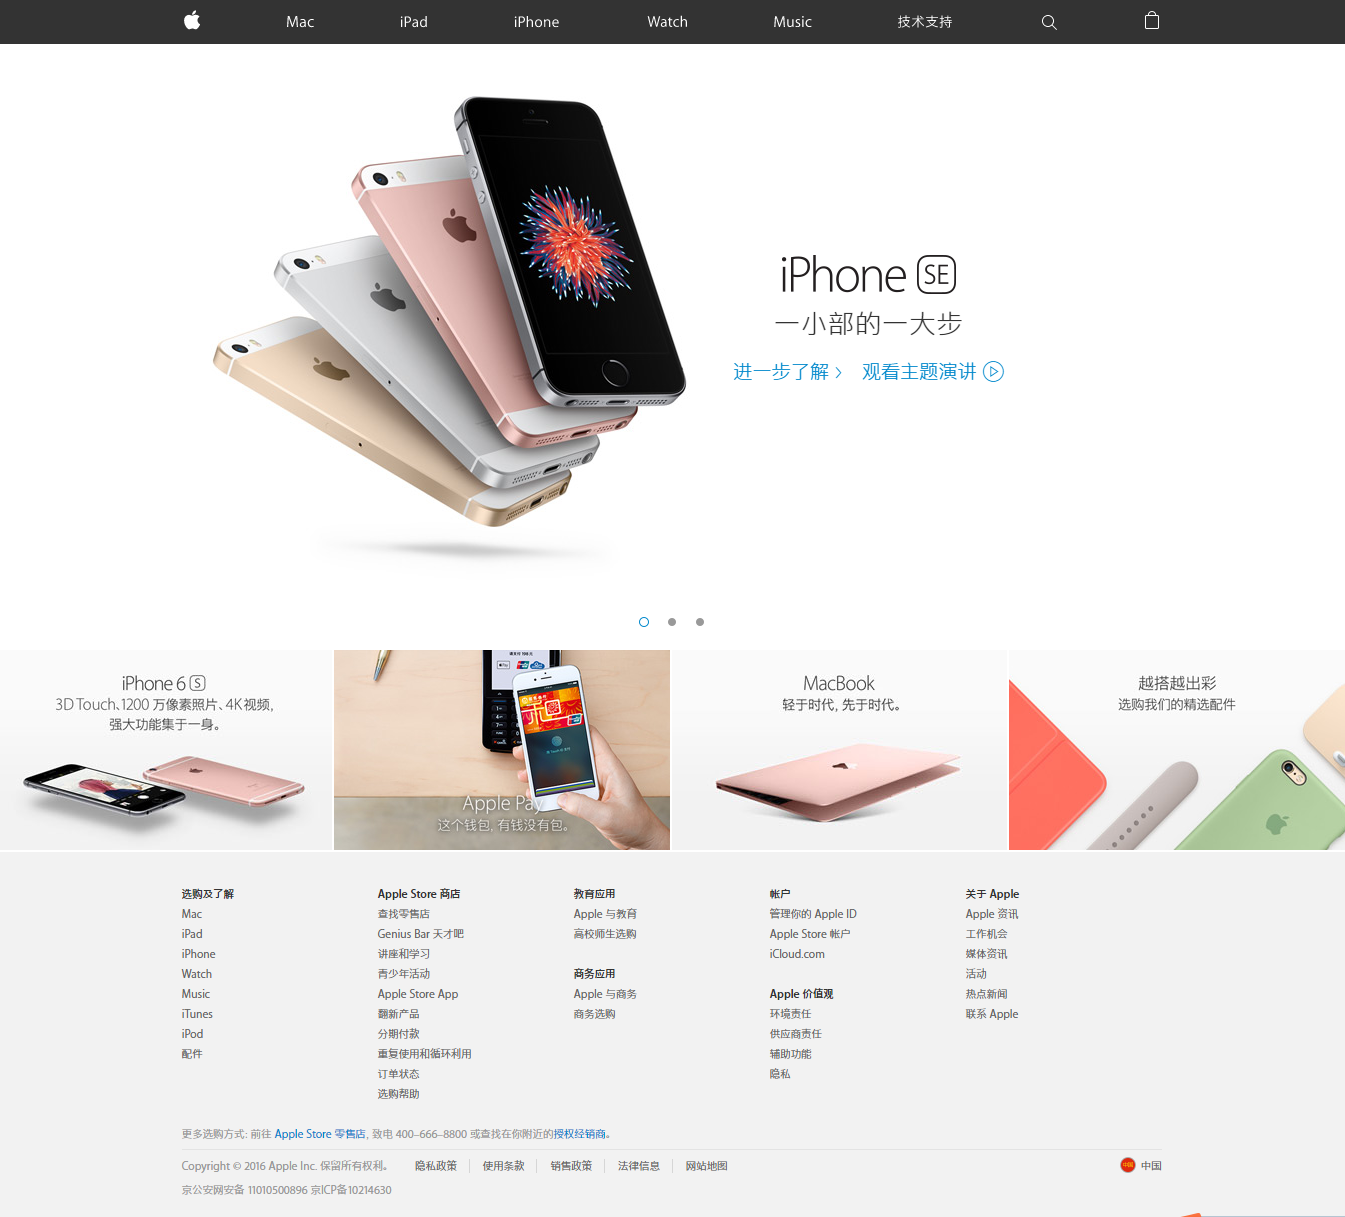 Mac
iPad
iPhone
Watch
Music
技术支持
iPhone SE
一小部的一大步
进一步了解
观看主题演讲
iPhone 6 S
3D Touch、1200 万像素照片、4K 视频，
强大功能集于一身。
Apple Pay
这个钱包，有钱没有包。
MacBook
轻于时代，先于时代。
越搭越出彩
选购我们的精选配件
选购及了解
Mac
iPad
iPhone
Watch
Music
iTunes
iPod
配件
Apple Store 商店
查找零售店
Genius Bar 天才吧
讲座和学习
青少年活动
Apple Store App
翻新产品
分期付款
重复使用和循环利用
订单状态
选购帮助
教育应用
Apple 与教育
高校师生选购
商务应用
Apple 与商务
商务选购
帐户
管理你的 Apple ID
Apple Store 帐户
iCloud.com
Apple 价值观
环境责任
供应商责任
辅助功能
隐私
关于 Apple
Apple 资讯
工作机会
媒体资讯
活动
热点新闻
联系 Apple
更多选购方式: 前往 Apple Store 零售店, 致电 400-666-8800 或查找在你附近的授权经销商。
Copyright © 2016 Apple Inc. 保留所有权利。
隐私政策
使用条款
销售政策
法律信息
网站地图
中国
京公安网安备 11010500896 京ICP备10214630